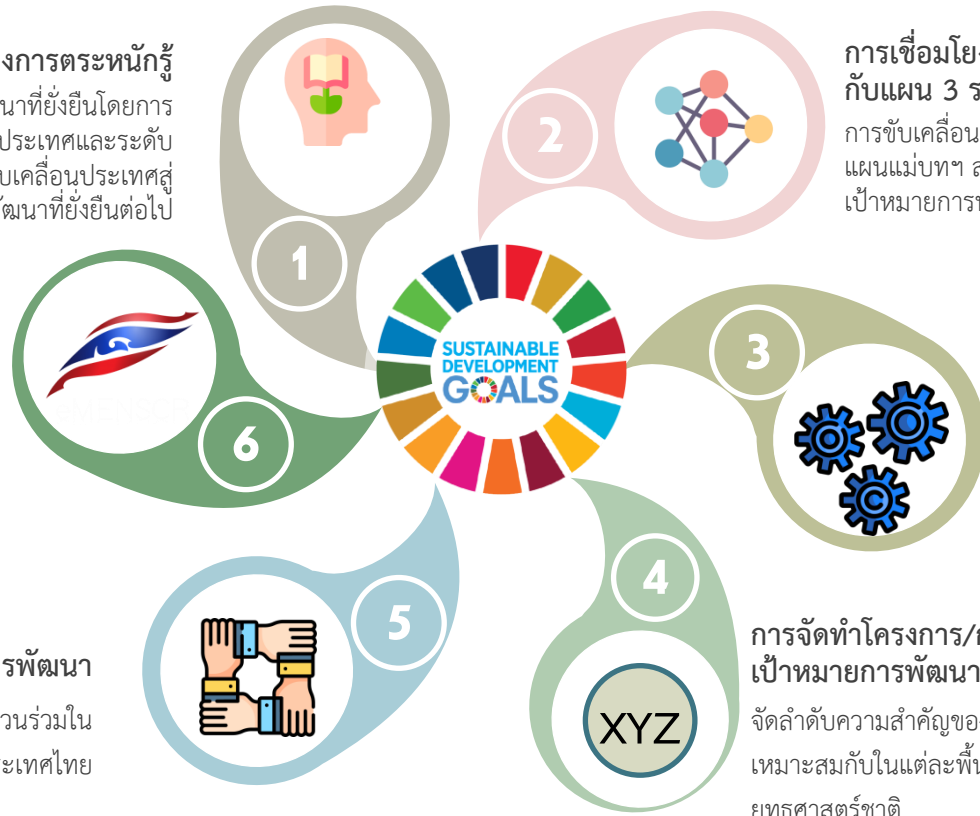 งการตระหนักรู้
นาที่ยั่งยืนโดยการ
ประเทศและระดับ
บเคลื่อนประเทศสู่
ัฒนาที่ยั่งยืนต่อไป
1
2
การเชื่อมโยง
กับแผน 3 ร
การขับเคลื่อน
แผนแม่บทฯ ส
เป้าหมายการพ
3
SUSTAINABLE
DEVELOPMENT
GOALS
4
XYZ
การจัดทำโครงการ/ก
เป้าหมายการพัฒนา
จัดลำดับความสำคัญขอ
เหมาะสมกับในแต่ละพื้น
ยุทธศาสตร์ชาติ
5
ารพัฒนา
วนร่วมใน
ะเทศไทย
6